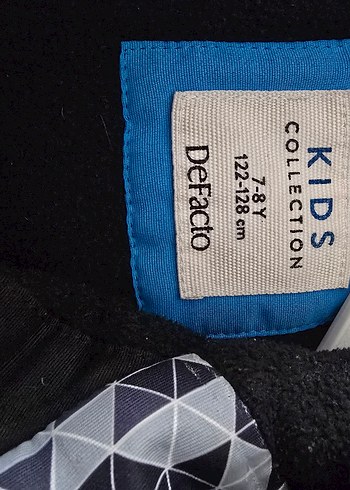 KIDS
COLLECTION
7-8 Y
122-128 cm
DeFacto